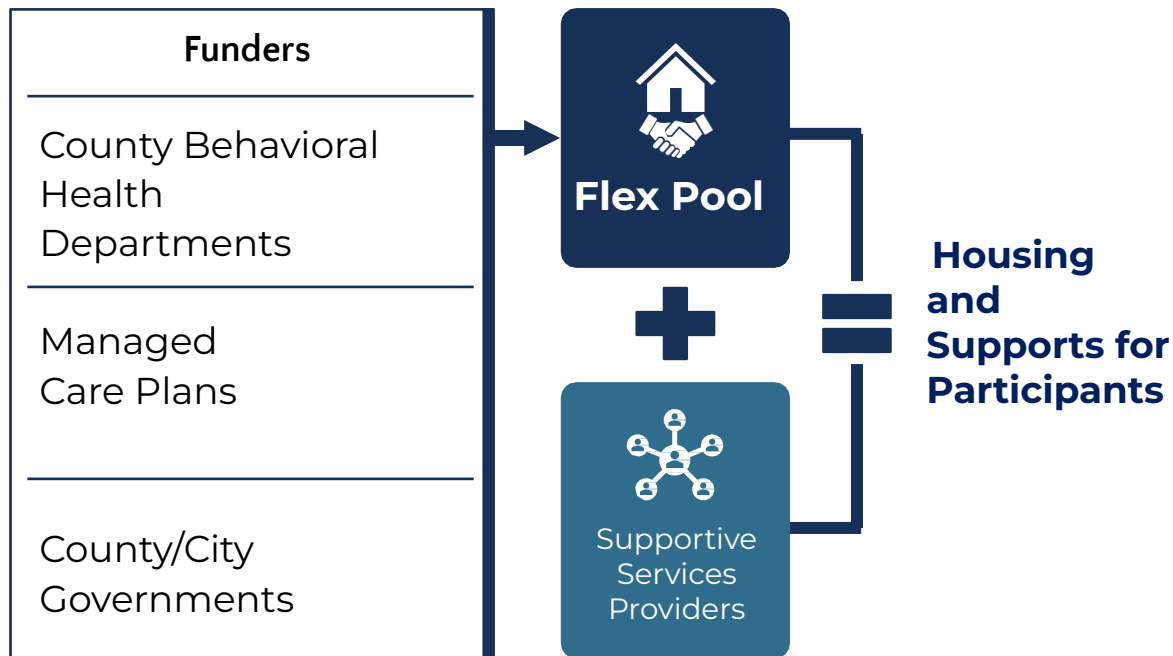 Funders
County Behavioral
Health
Departments
Managed
Care Plans
County/City
Governments
Flex Pool
Supportive
Services
Providers
Housing
and
Supports for
Participants